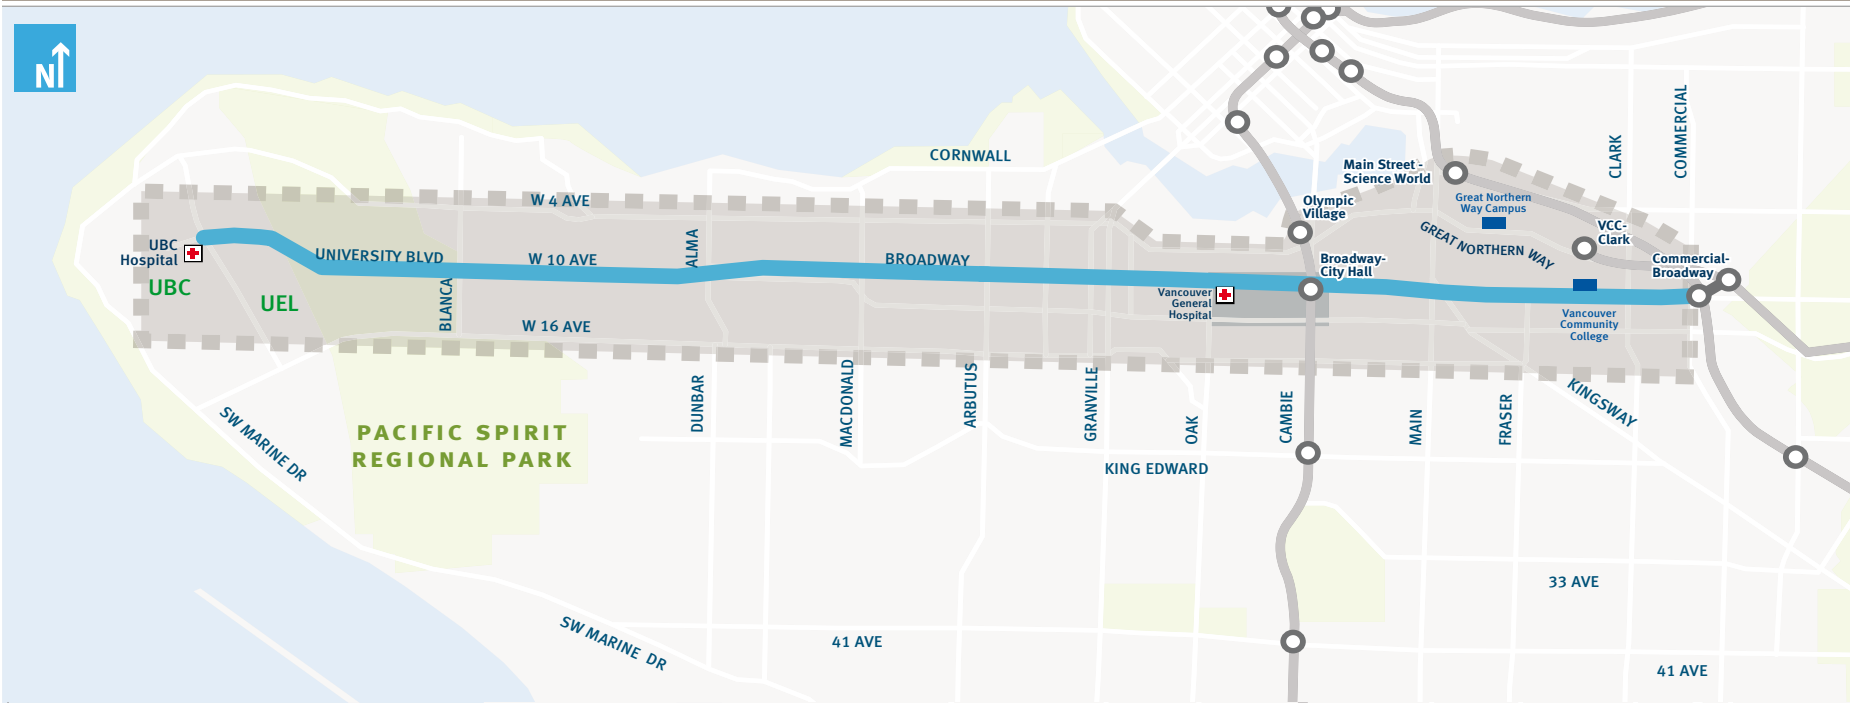 N
CORNWALL
CLARK
COMMERCIAL
Main Street -
Science World
W 4 AVE
Olympic
Village
Great Northern
Way Campus
VCC-
Clark
GREAT NORTHERN WAY
UBC
Hospital
UNIVERSITY BLVD
W 10 AVE
ALMA
BROADWAY
Broadway-
City Hall
Commercial-
Broadway
UBC
UEL
BLANCA
Vancouver
General
Hospital
Vancouver
Community
College
W 16 AVE
DUNBAR
MACDONALD
ARBUTUS
GRANVILLE
OAK
CAMBIE
MAIN
FRASER
KINGSWAY
SW MARINE DR
PACIFIC SPIRIT
REGIONAL PARK
KING EDWARD
33 AVE
SW MARINE DR
41 AVE
41 AVE